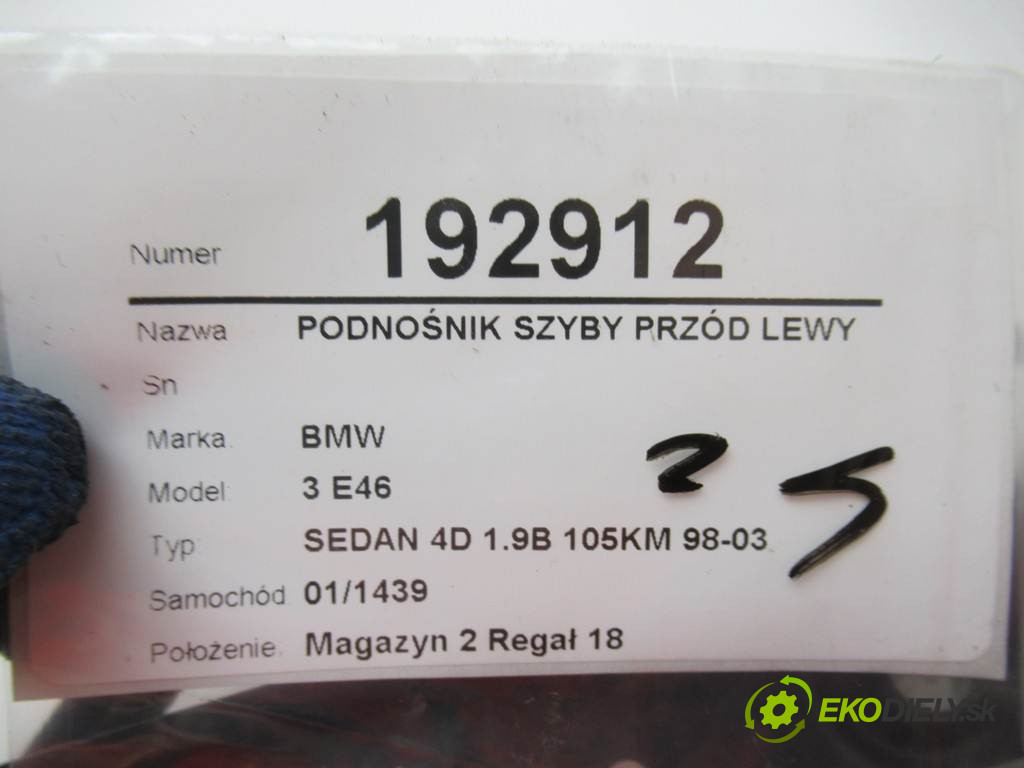 Numer 192912
Nazwa PODNOŚNIK SZYBY PRZÓD LEWY
Sn
Marka: BMW
Model: 3 E46
Typ: SEDAN 4D 1.9B 105KM 98-03
Samochód 01/1439
Położenie: Magazyn 2 Regał 18
25
EKODIELY.sk